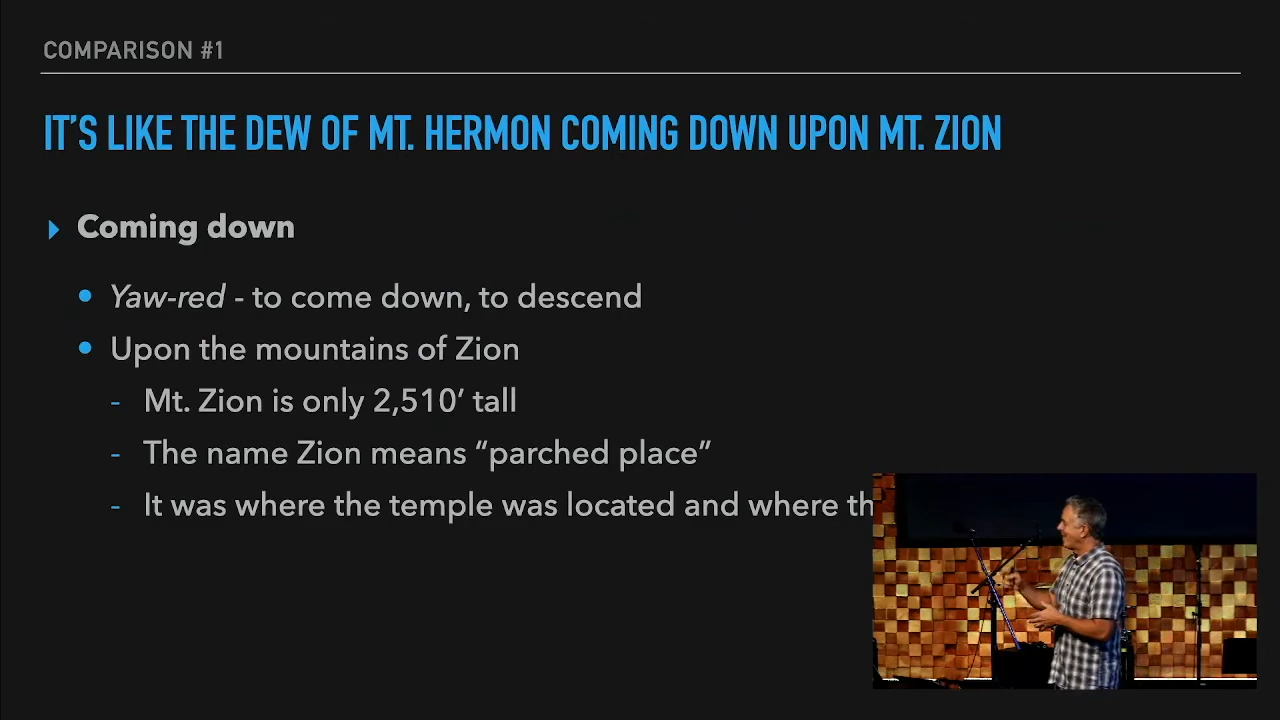 COMPARISON #1
IT'S LIKE THE DEW OF MT. HERMON COMING DOWN UPON MT. ZION
Coming down
Yaw-red - to come down, to descend
Upon the mountains of Zion
- Mt. Zion is only 2,510′ tall
- The name Zion means “parched place”
- It was where the temple was located and where th